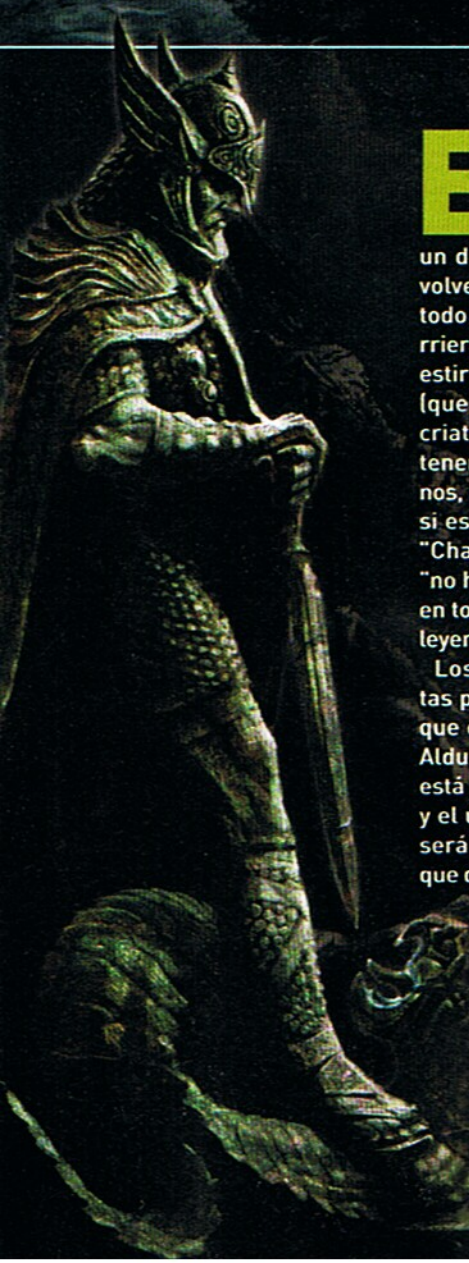 E
un d
volve
todo
rrier
estir
(que
criat
tener
nos,
si es
"Cha
"no h
en to
leyer
Los
tas p
que
Aldu
está
y el u
será
que